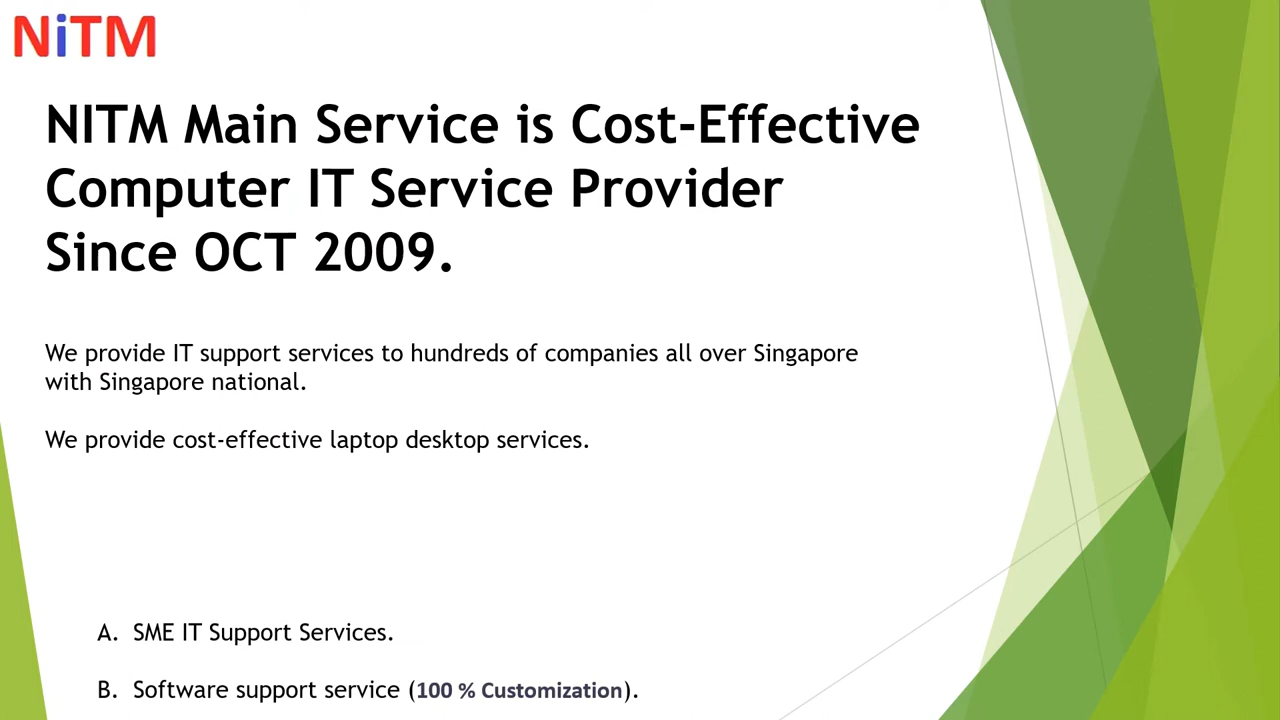 NiTM
NITM Main Service is Cost-Effective
Computer IT Service Provider
Since OCT 2009.
We provide IT support services to hundreds of companies all over Singapore
with Singapore national.
We provide cost-effective laptop desktop services.
A. SME IT Support Services.
B. Software support service (100 % Customization).